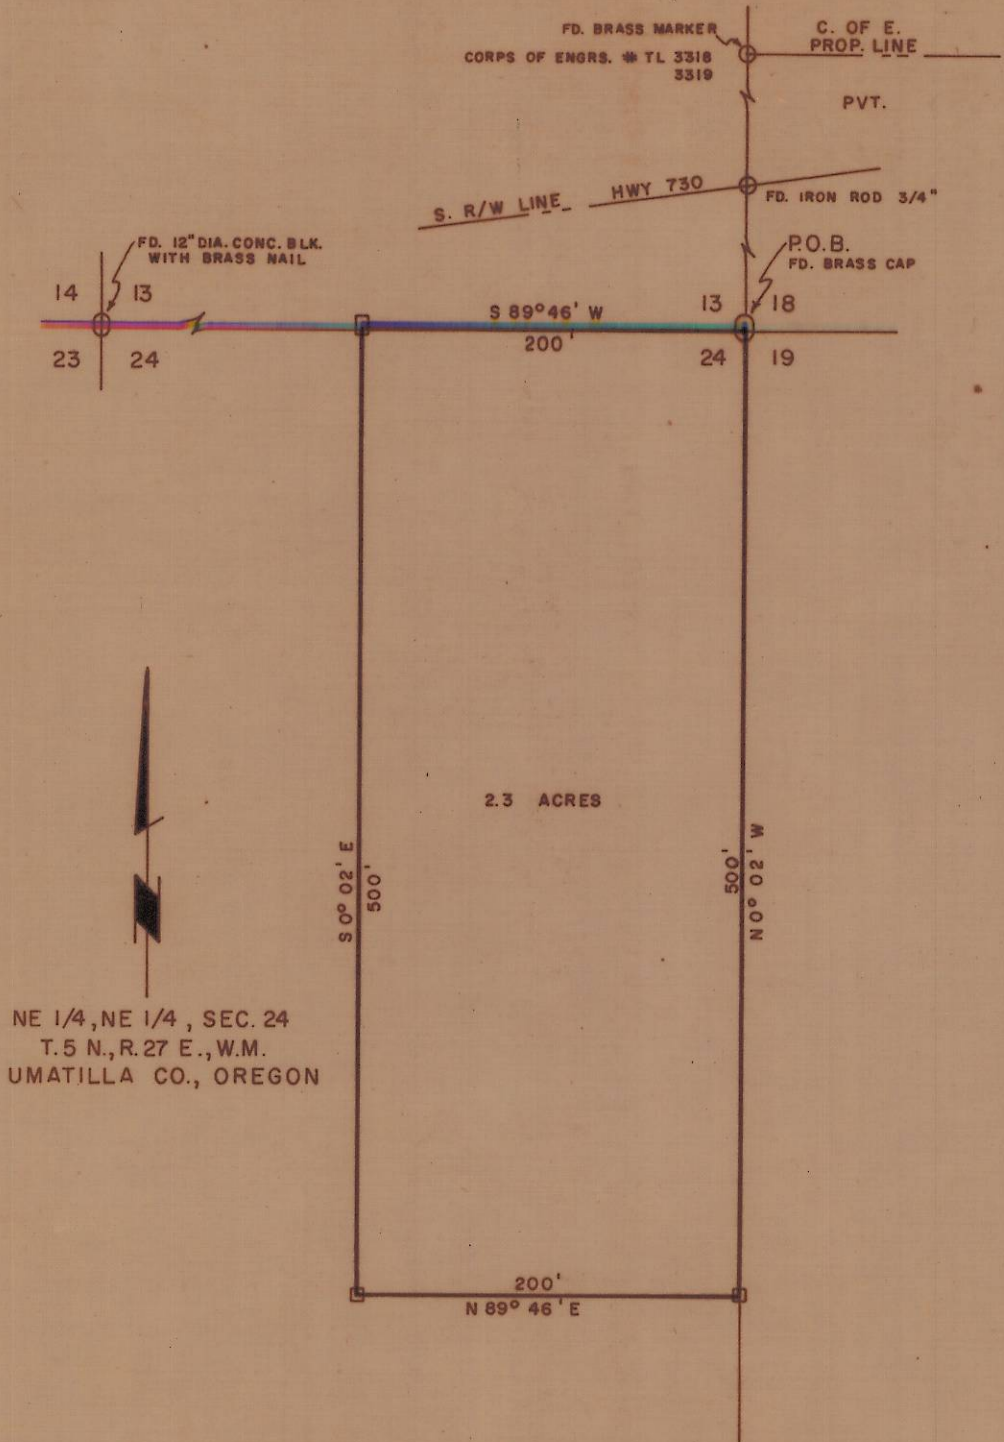 FD. BRASS MARKER
CORPS OF ENGRS. # TL 3318
3319
C. OF E.
PROP. LINE
PVT.
S. R/W LINE
HWY 730
FD. IRON ROD 3/4"
FD. 12" DIA. CONC. BLK.
WITH BRASS NAIL
P.O.B.
FD. BRASS CAP
14 13
23 24
13 18
24 19
S 89° 46' W
200'
2.3 ACRES
S 0° 02' E
500'
500'
N 0° 02' W
NE 1/4, NE 1/4, SEC. 24
T. 5 N., R. 27 E., W.M.
UMATILLA CO., OREGON
200'
N 89° 46' E